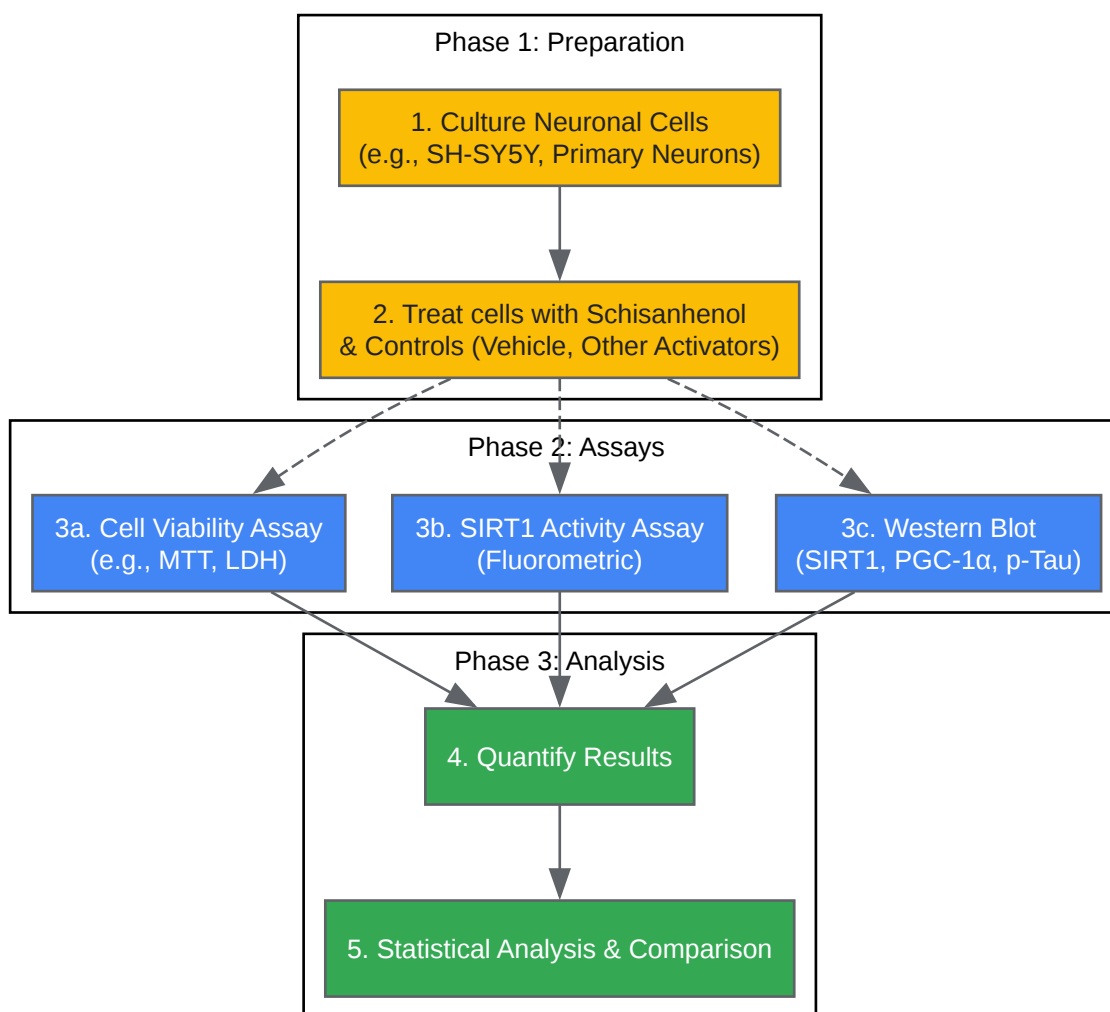 Phase 1: Preparation
1. Culture Neuronal Cells
(e.g., SH-SY5Y, Primary Neurons)
2. Treat cells with Schisanhenol
& Controls (Vehicle, Other Activators)
Phase 2: Assays
3a. Cell Viability Assay
(e.g., MTT, LDH)
3b. SIRT1 Activity Assay
(Fluorometric)
3c. Western Blot
(SIRT1, PGC-1α, p-Tau)
Phase 3: Analysis
4. Quantify Results
5. Statistical Analysis & Comparison